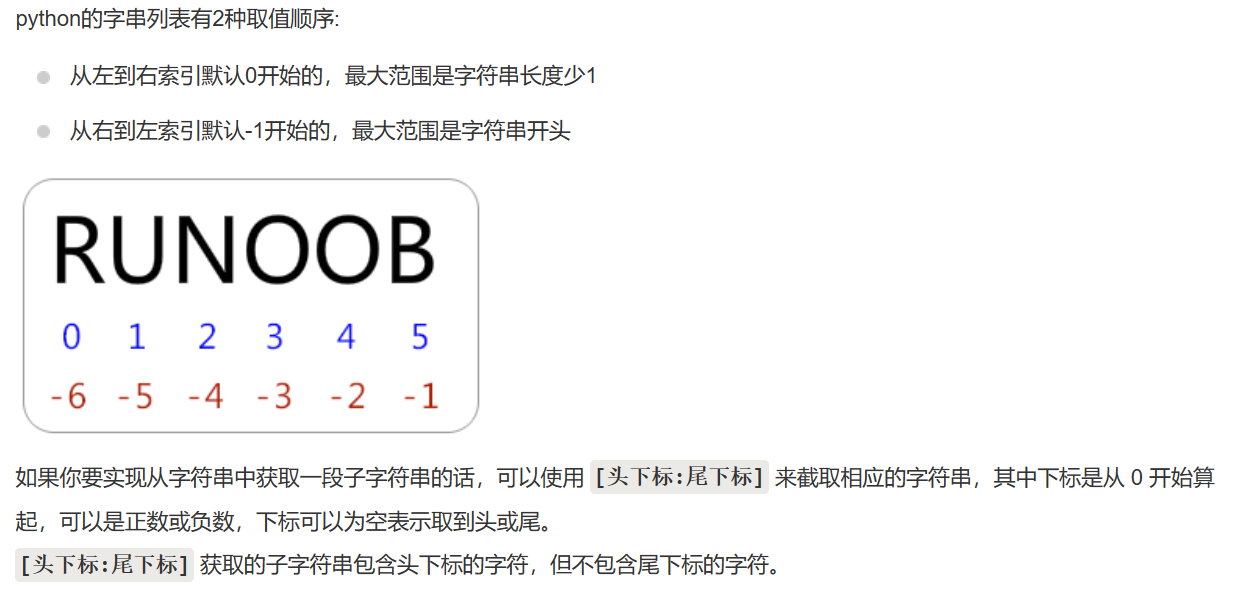 python的字串列表有2种取值顺序:
从左到右索引默认0开始的，最大范围是字符串长度少1
从右到左索引默认-1开始的，最大范围是字符串开头
RUNOOB
0 1 2 3 4 5
-6 -5 -4 -3 -2 -1
如果你要实现从字符串中获取一段子字符串的话，可以使用 [头下标:尾下标] 来截取相应的字符串，其中下标是从 0 开始算
起，可以是正数或负数，下标可以为空表示取到头或尾。
[头下标:尾下标] 获取的子字符串包含头下标的字符，但不包含尾下标的字符。